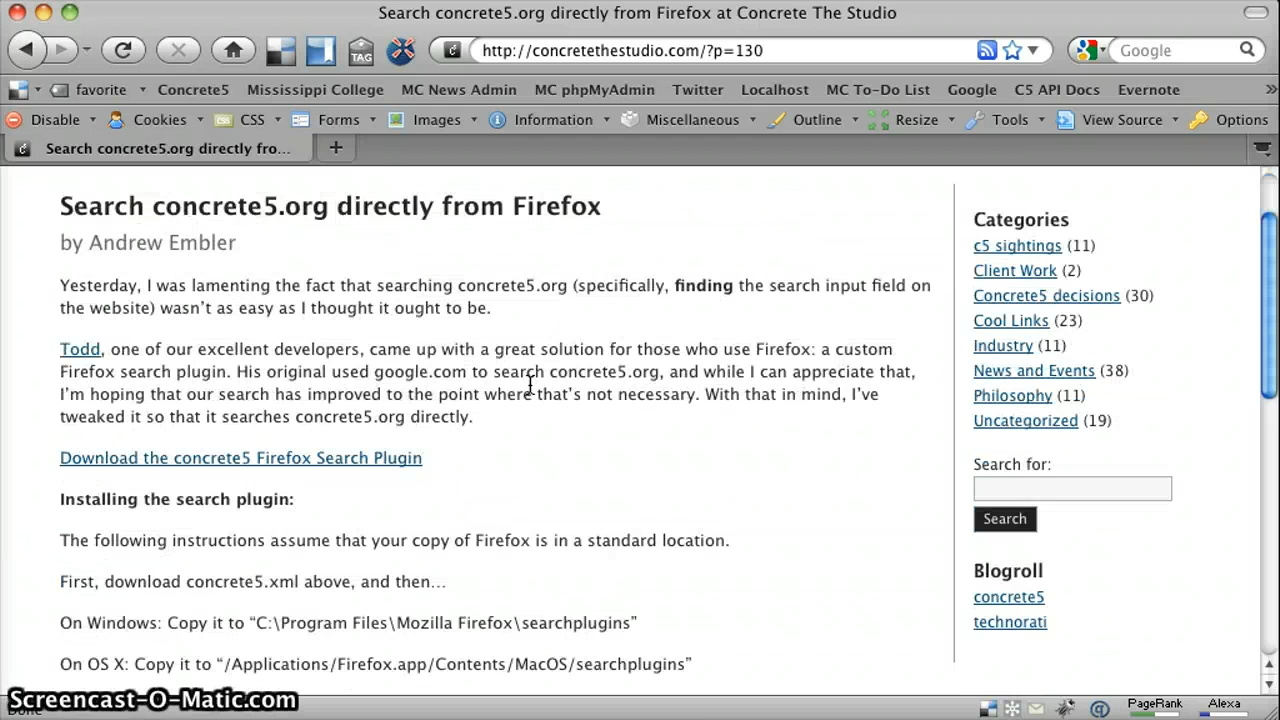 Search concrete5.org directly from Firefox at Concrete The Studio
http://concretethestudio.com/?p=130
Google
TAG
favorite Concrete5 Mississippi College MC News Admin MC phpMyAdmin Twitter Localhost MC To-Do List Google C5 API Docs Evernote »
Disable Cookies CSS Forms Images Information Miscellaneous Outline Resize Tools View Source Options
Search concrete5.org directly fro...
Search concrete5.org directly from Firefox
by Andrew Embler
Yesterday, I was lamenting the fact that searching concrete5.org (specifically, finding the search input field on
the website) wasn’t as easy as I thought it ought to be.
Todd, one of our excellent developers, came up with a great solution for those who use Firefox: a custom
Firefox search plugin. His original used google.com to search concrete5.org, and while I can appreciate that,
I’m hoping that our search has improved to the point where that’s not necessary. With that in mind, I’ve
tweaked it so that it searches concrete5.org directly.
Download the concrete5 Firefox Search Plugin
Installing the search plugin:
The following instructions assume that your copy of Firefox is in a standard location.
First, download concrete5.xml above, and then…
On Windows: Copy it to “C:\Program Files\Mozilla Firefox\searchplugins”
On OS X: Copy it to “/Applications/Firefox.app/Contents/MacOS/searchplugins”
Categories
c5 sightings (11)
Client Work (2)
Concrete5 decisions (30)
Cool Links (23)
Industry (11)
News and Events (38)
Philosophy (11)
Uncategorized (19)
Search for:
Search
Blogroll
concrete5
technorati
Screencast-O-Matic.com
Done
PageRank Alexa